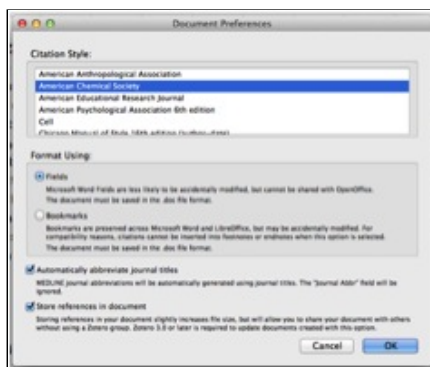 Document Preferences
Citation Style:
American Anthropological Association
American Chemical Society
American Educational Research Journal
American Psychological Association 6th edition
Cell
Chicago Manual of Style 16th edition (author-date)
Format Using:
Fields
Microsoft Word Fields are less likely to be accidentally modified, but cannot be shared with OpenOffice.
The document must be saved in the .doc file format.
Bookmarks
Bookmarks are preserved across Microsoft Word and LibreOffice, but may be accidentally modified. For
compatibility reasons, citations cannot be inserted into footnotes or endnotes when this option is selected.
The document must be saved in the .doc file format.
Automatically abbreviate journal titles
MEDLINE journal abbreviations will be automatically generated using journal titles. The "Journal Abbr" field will be
ignored.
Store references in document
Storing references in your document slightly increases file size, but will allow you to share your document with others
without using a Zotero group. Zotero 3.0 or later is required to update documents created with this option.
Cancel
OK